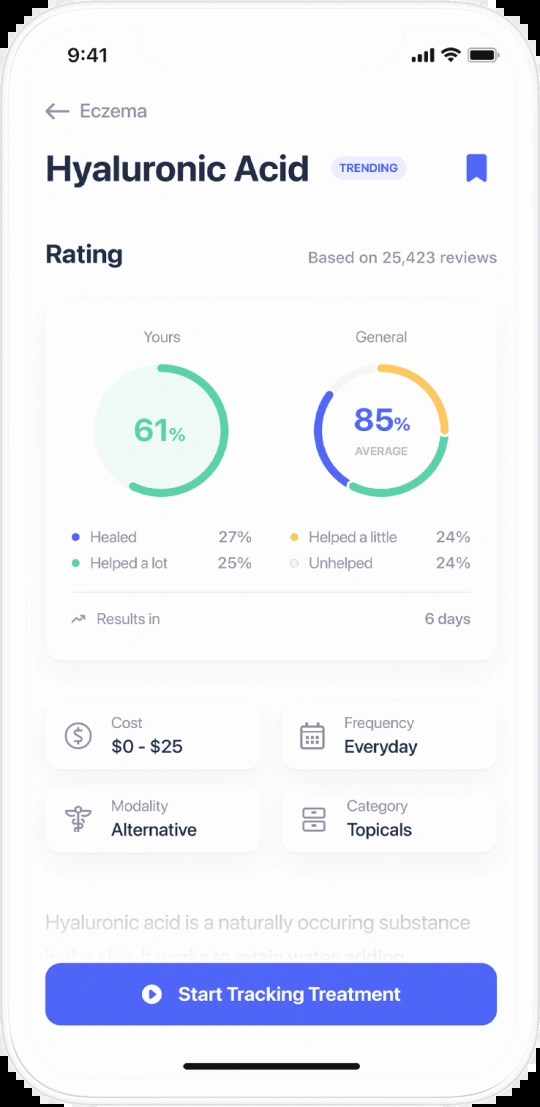 9:41
Eczema
Hyaluronic Acid TRENDING
Rating Based on 25,423 reviews
Yours General
61% 85%
AVERAGE
Healed 27% Helped a little 24%
Helped a lot 25% Unhelped 24%
Results in 6 days
Cost Frequency
$0 - $25 Everyday
Modality Category
Alternative Topicals
Hyaluronic acid is a naturally occuring substance
in the skin. It works to retain water, adding
Start Tracking Treatment